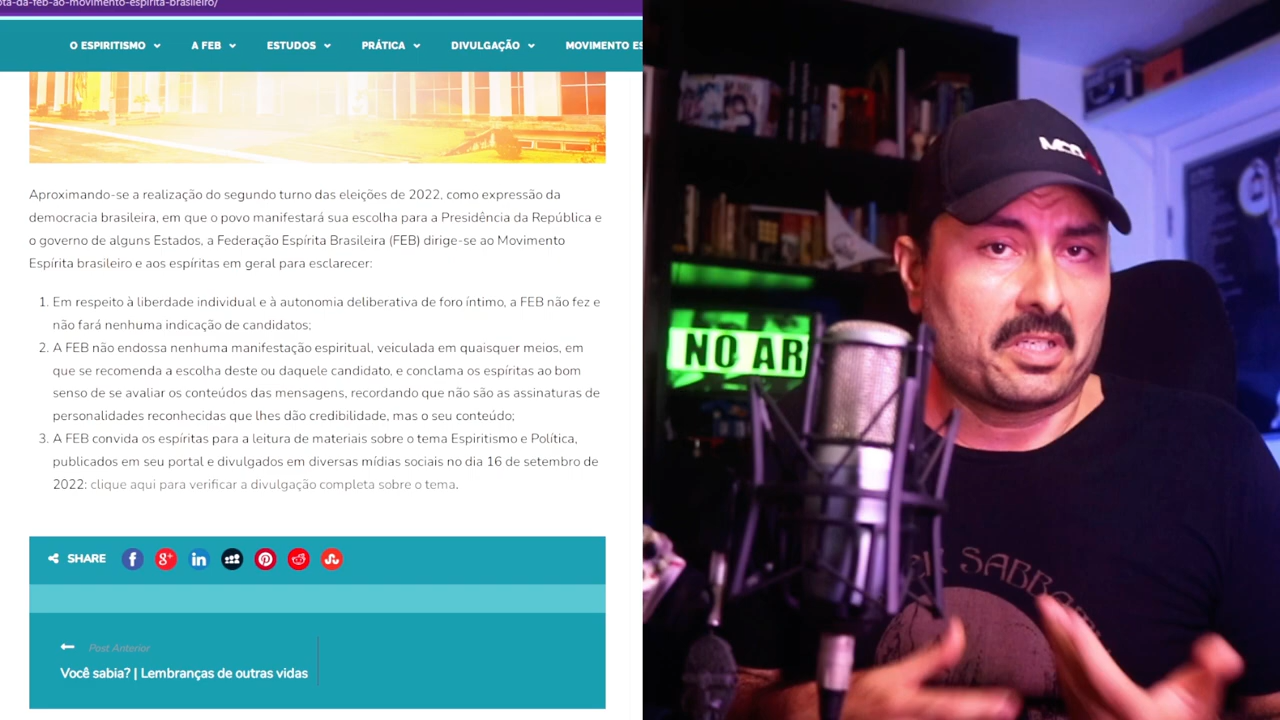 ota-da-feb-ao-movimento-espirita-brasileiro/
O ESPIRITISMO A FEB ESTUDOS PRÁTICA DIVULGAÇÃO MOVIMENTO ES
Aproximando-se a realização do segundo turno das eleições de 2022, como expressão da
democracia brasileira, em que o povo manifestará sua escolha para a Presidência da República e
o governo de alguns Estados, a Federação Espírita Brasileira (FEB) dirige-se ao Movimento
Espírita brasileiro e aos espíritas em geral para esclarecer:
1. Em respeito à liberdade individual e à autonomia deliberativa de foro íntimo, a FEB não fez e
não fará nenhuma indicação de candidatos;
2. A FEB não endossa nenhuma manifestação espiritual, veiculada em quaisquer meios, em
que se recomenda a escolha deste ou daquele candidato, e conclama os espíritas ao bom
senso de se avaliar os conteúdos das mensagens, recordando que não são as assinaturas de
personalidades reconhecidas que lhes dão credibilidade, mas o seu conteúdo;
3. A FEB convida os espíritas para a leitura de materiais sobre o tema Espiritismo e Política,
publicados em seu portal e divulgados em diversas mídias sociais no dia 16 de setembro de
2022: clique aqui para verificar a divulgação completa sobre o tema.
SHARE
Post Anterior
Você sabia? | Lembranças de outras vidas
NO AR
CK SABBA